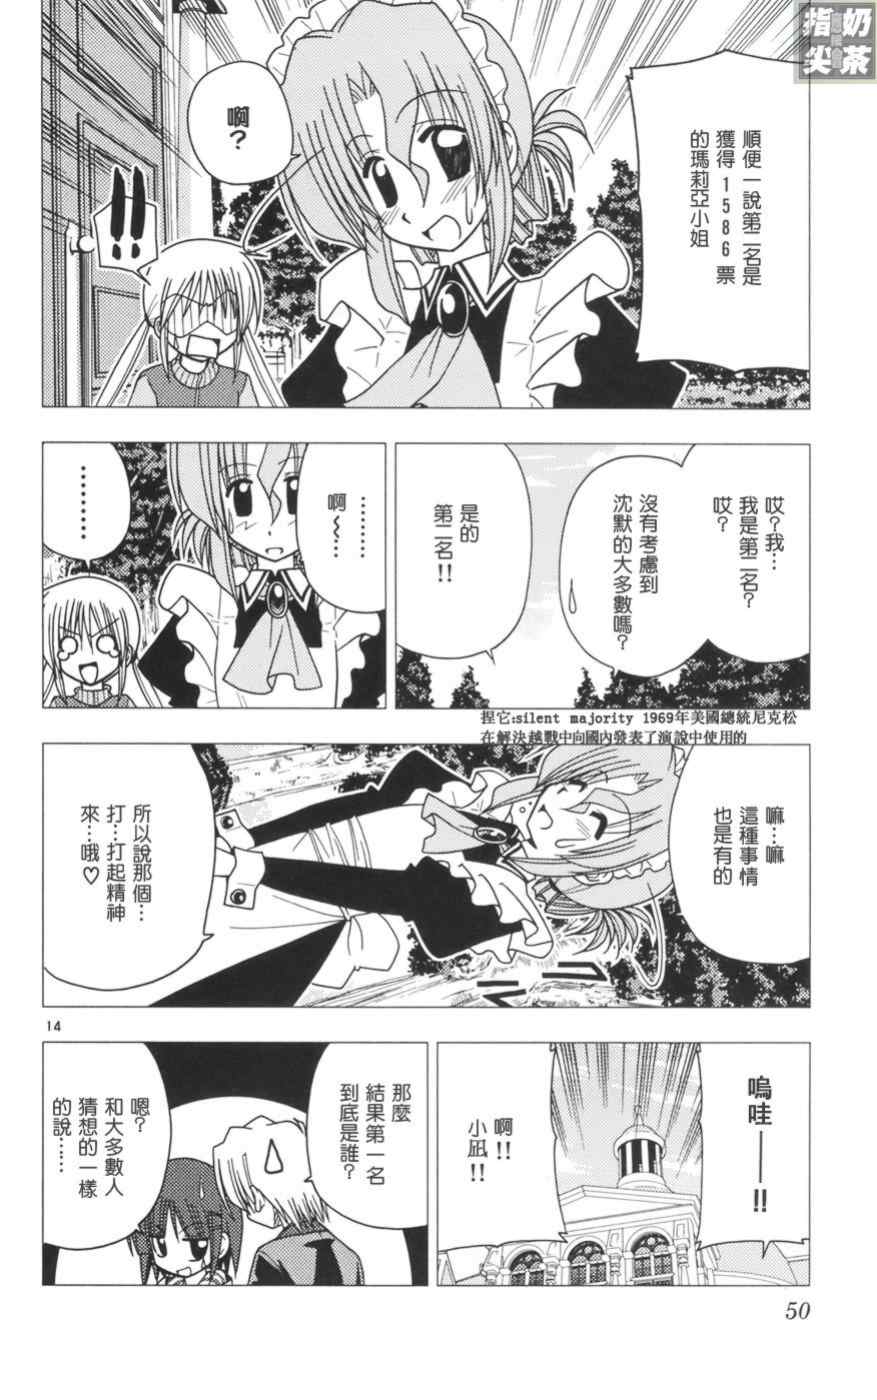 指奶
尖茶
順便一說第二名是
獲得1586票
的瑪莉亞小姐
啊?
!!
哎?我…
我是第二名?
哎?
沒有考慮到
沈默的大多數嗎?
是的
第二名!!
………
啊~…
………
捏它:silent majority 1969年美國總統尼克松
在解決越戰中向國內發表了演說中使用的
嘛…嘛
這種事情
也是有的
所以說那個…
打…打起精神
來…哦♡
14
嗚哇——!!
啊!!
小凪!!
那麼
結果第一名
到底是誰?
嗯?
和大多數人
猜想的一樣
的說……
50